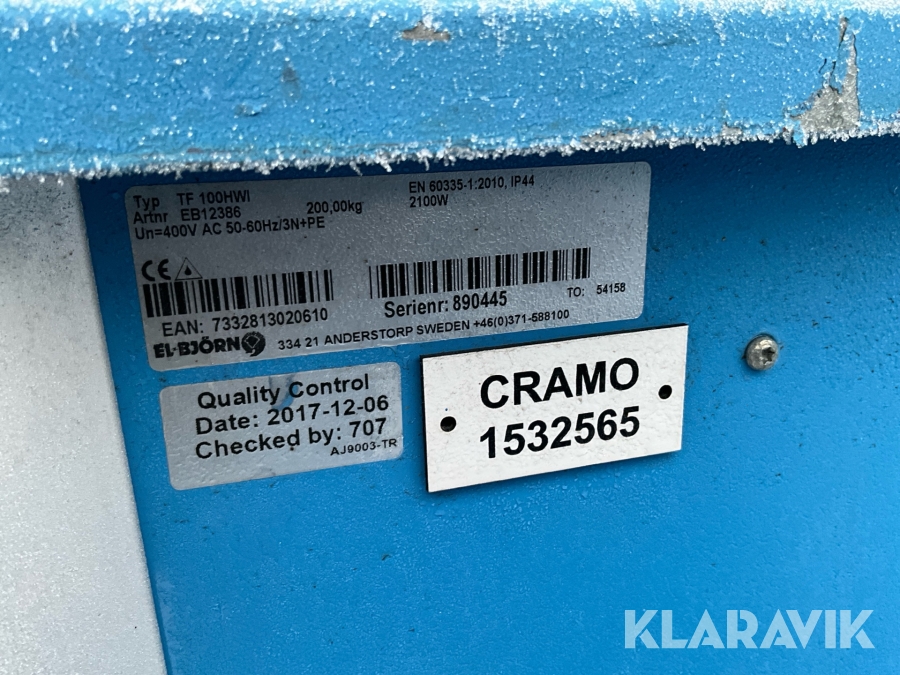 Typ TF 100HWI EN 60335-1:2010, IP44
Artnr EB12386 200,00kg 2100W
Un=400V AC 50-60Hz/3N+PE
CE
EAN: 7332813020610 Serienr: 890445 TO: 54158
EL-BJÖRN 334 21 ANDERSTORP SWEDEN +46(0)371-588100
Quality Control
Date: 2017-12-06
Checked by: 707
AJ9003-TR
CRAMO
1532565
KLARAVIK